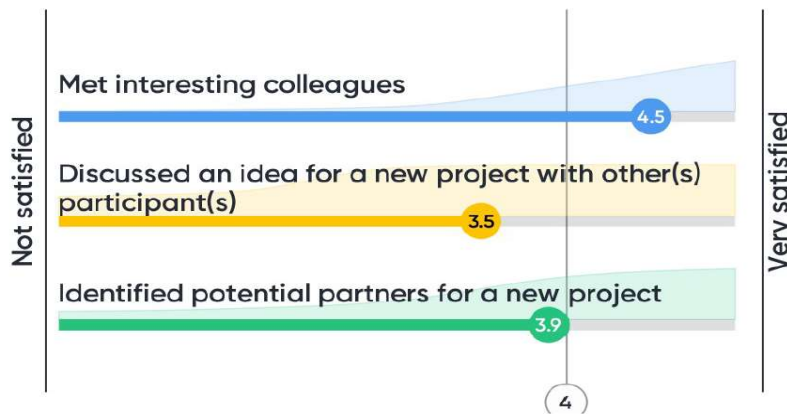 Not satisfied
Met interesting colleagues
4.5
Discussed an idea for a new project with other(s)
participant(s)
3.5
Identified potential partners for a new project
3.9
4
Very satisfied